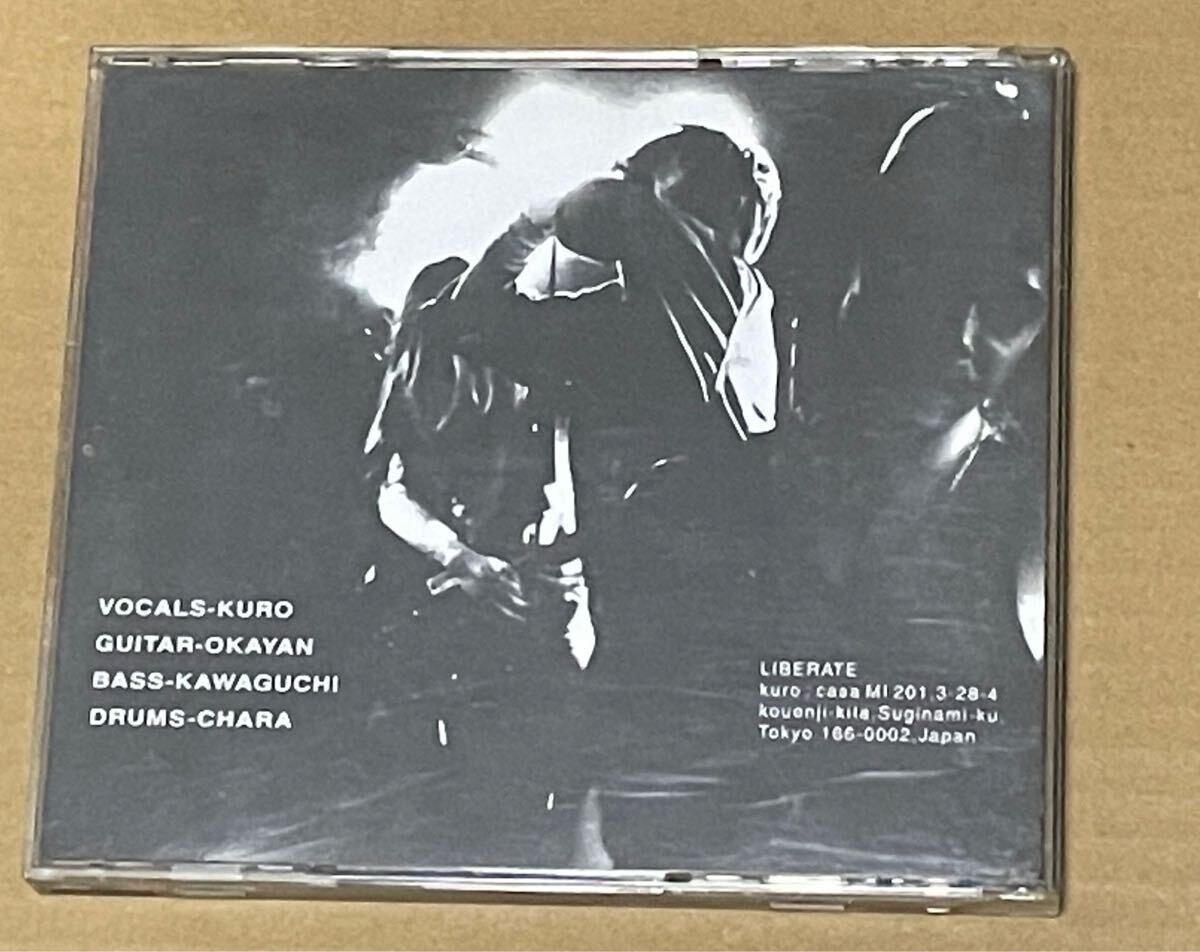 VOCALS-KURO
GUITAR-OKAYAN
BASS-KAWAGUCHI
DRUMS-CHARA
LIBERATE
kuro, casa MI 201,3-28-4
kouenji-kita,Suginami-ku,
Tokyo 166-0002,Japan